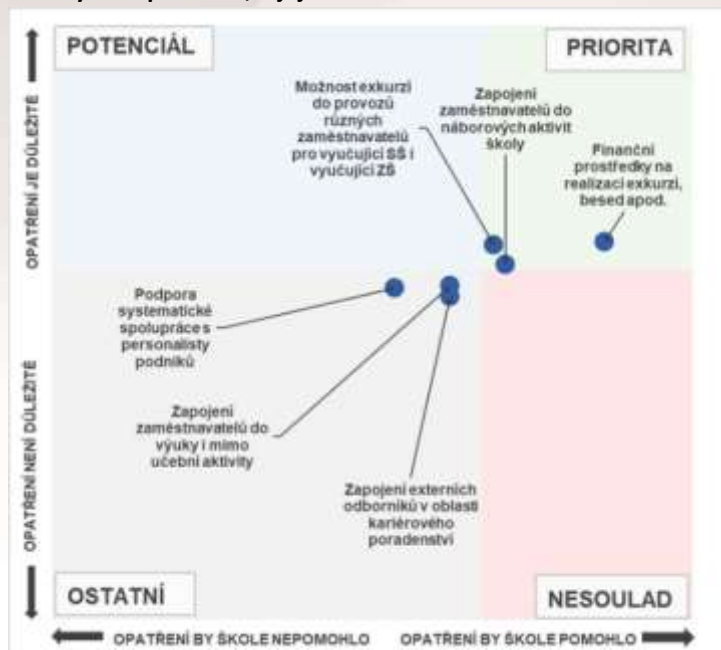 POTENCIÁL
PRIORITA
Možnost exkurzí
do provozů
různých
zaměstnavatelů
pro vyučující SŠ i
vyučující ZŠ
Zapojení
zaměstnavatelů do
náborových aktivit
školy
Finanční
prostředky na
realizaci exkurzí,
besed apod.
Podpora
systematické
spolupráce s
personalisty
podniků
Zapojení
zaměstnavatelů do
výuky i mimo
učební aktivity
Zapojení externích
odborníků v oblasti
kariérového
poradenství
OSTATNÍ
NESOULAD
OPATŘENÍ JE DŮLEŽITÉ
OPATŘENÍ NENÍ DŮLEŽITÉ
OPATŘENÍ BY ŠKOLE NEPOMOHLO
OPATŘENÍ BY ŠKOLE POMOHLO